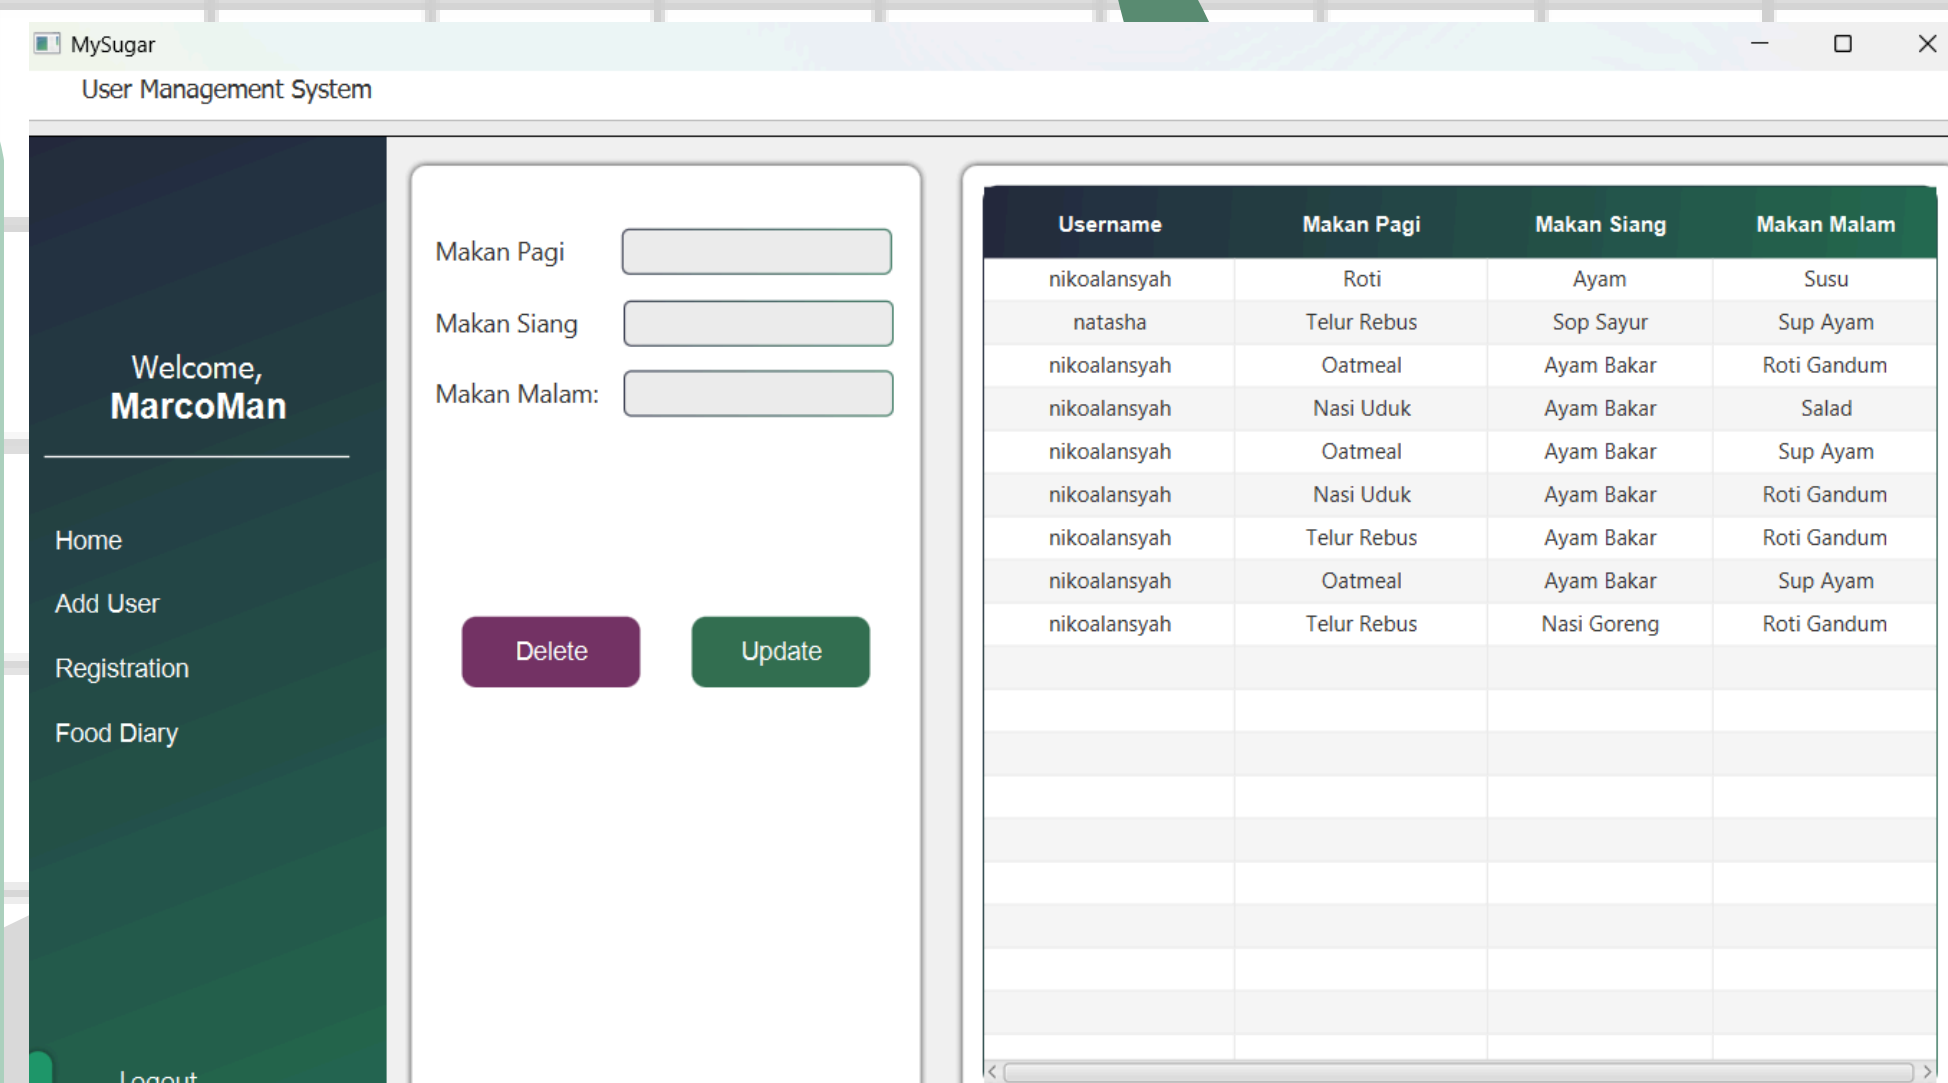 MySugar
User Management System
Welcome,
MarcoMan
Home
Add User
Registration
Food Diary
Logout
Makan Pagi
Makan Siang
Makan Malam:
Delete Update
Username Makan Pagi Makan Siang Makan Malam
nikoalansyah Roti Ayam Susu
natasha Telur Rebus Sop Sayur Sup Ayam
nikoalansyah Oatmeal Ayam Bakar Roti Gandum
nikoalansyah Nasi Uduk Ayam Bakar Salad
nikoalansyah Oatmeal Ayam Bakar Sup Ayam
nikoalansyah Nasi Uduk Ayam Bakar Roti Gandum
nikoalansyah Telur Rebus Ayam Bakar Roti Gandum
nikoalansyah Oatmeal Ayam Bakar Sup Ayam
nikoalansyah Telur Rebus Nasi Goreng Roti Gandum